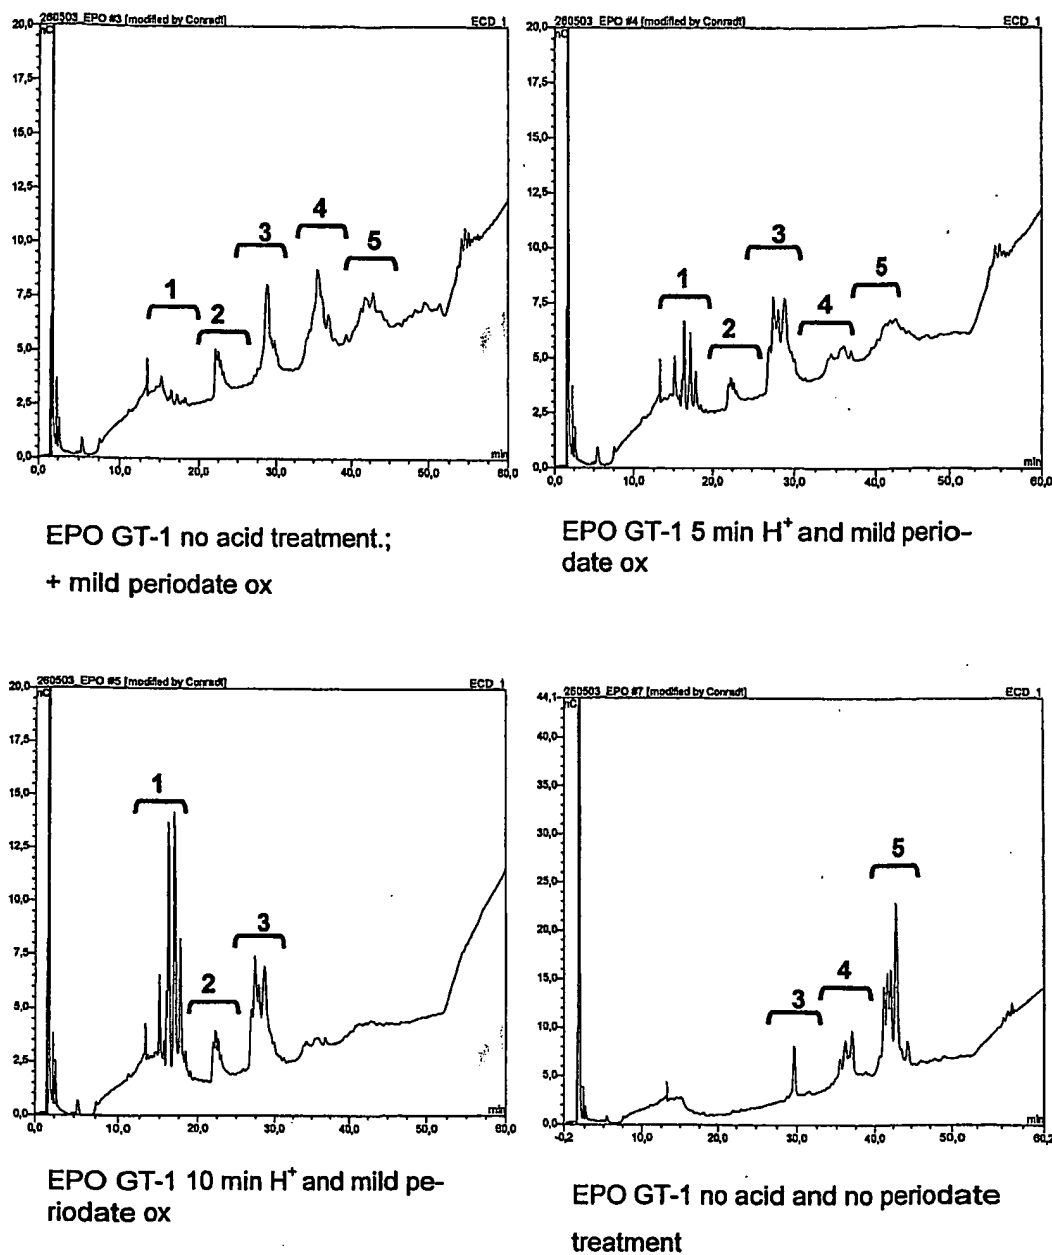 260503_EPO #3 [modified by Conradt] ECD_1
20,0
nC
17,5
15,0
12,5
10,0
7,5
5,0
2,5
0,0
1
2
3
4
5
min
0,0 10,0 20,0 30,0 40,0 50,0 60,0
EPO GT-1 no acid treatment.;
+ mild periodate ox
260503_EPO #4 [modified by Conradt] ECD_1
20,0
nC
17,5
15,0
12,5
10,0
7,5
5,0
2,5
0,0
1
2
3
4
5
min
0,0 10,0 20,0 30,0 40,0 50,0 60,0
EPO GT-1 5 min H⁺ and mild perio-
date ox
260503_EPO #5 [modified by Conradt] ECD_1
20,0
nC
17,5
15,0
12,5
10,0
7,5
5,0
2,5
0,0
1
2
3
min
0,0 10,0 20,0 30,0 40,0 50,0 60,0
EPO GT-1 10 min H⁺ and mild pe-
riodate ox
260503_EPO #7 [modified by Conradt] ECD_1
44,1
nC
40,0
35,0
30,0
25,0
20,0
15,0
10,0
5,0
0,0
3
4
5
min
-0,2 10,0 20,0 30,0 40,0 50,0 60,2
EPO GT-1 no acid and no periodate
treatment